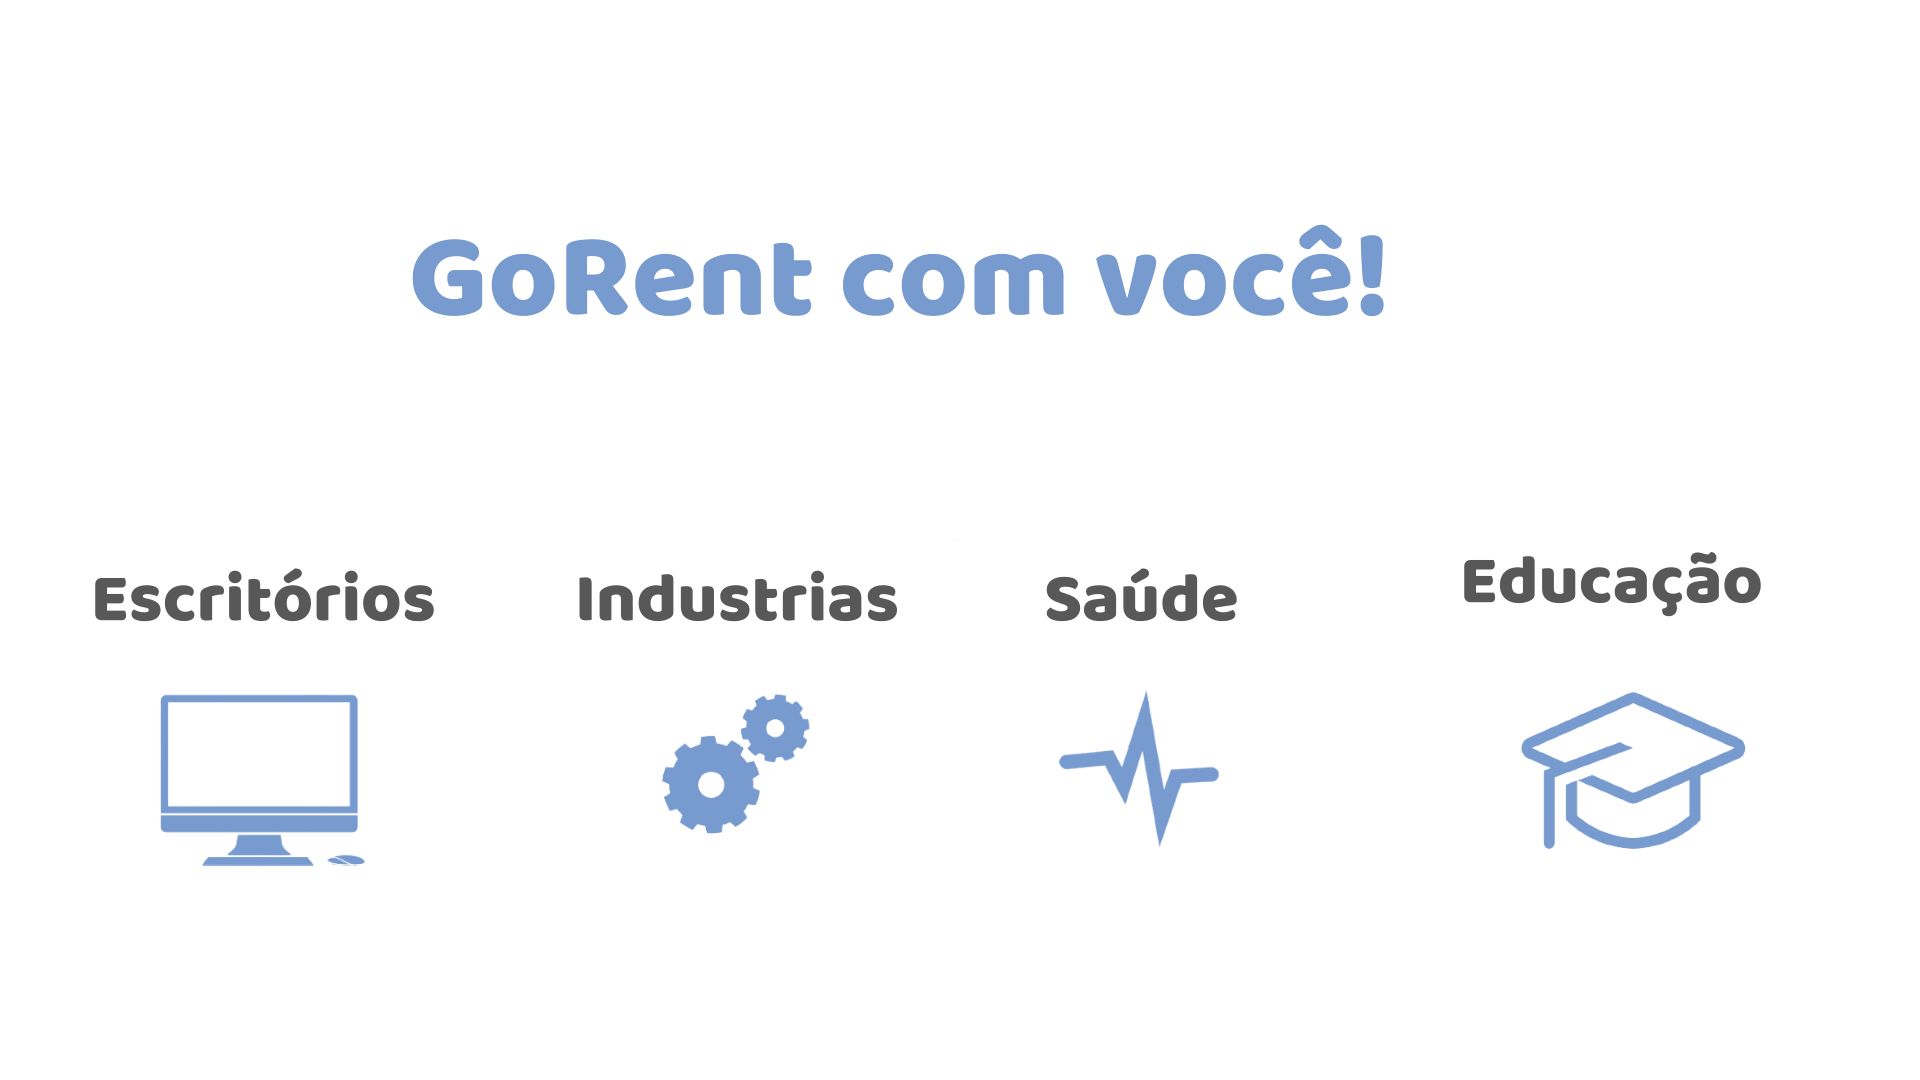 GoRent com você!
Escritórios
Industrias
Saúde
Educação